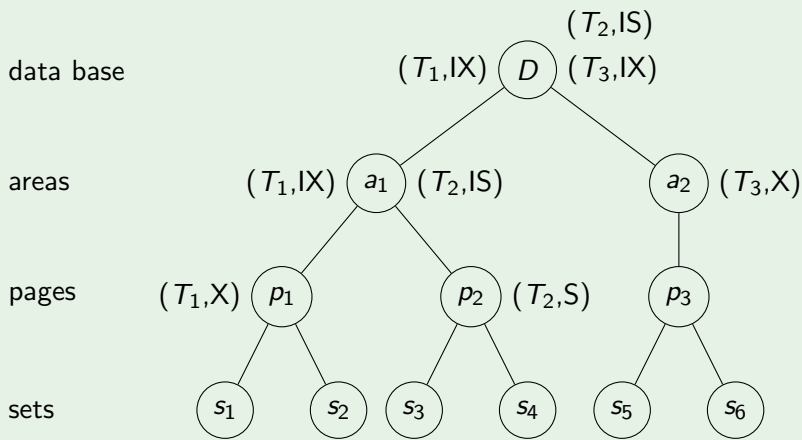 (T₂,IS)
data base (T₁,IX) D (T₃,IX)
areas (T₁,IX) a₁ (T₂,IS) a₂ (T₃,X)
pages (T₁,X) p₁ p₂ (T₂,S) p₃
sets s₁ s₂ s₃ s₄ s₅ s₆